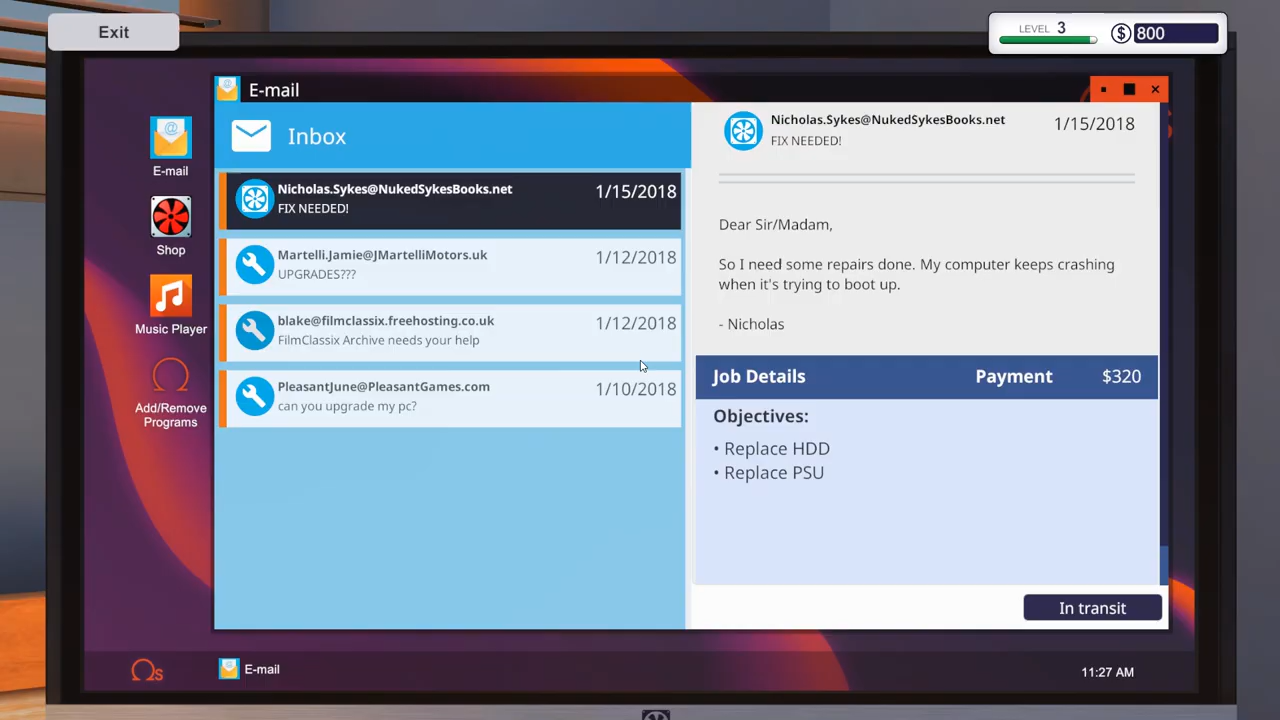 Exit
LEVEL 3
$ 800
E-mail
Inbox
Nicholas.Sykes@NukedSykesBooks.net 1/15/2018
FIX NEEDED!
Martelli.Jamie@JMartelliMotors.uk 1/12/2018
UPGRADES???
blake@filmclassix.freehosting.co.uk 1/12/2018
FilmClassix Archive needs your help
PleasantJune@PleasantGames.com 1/10/2018
can you upgrade my pc?
Nicholas.Sykes@NukedSykesBooks.net 1/15/2018
FIX NEEDED!
Dear Sir/Madam,
So I need some repairs done. My computer keeps crashing
when it's trying to boot up.
- Nicholas
Job Details Payment $320
Objectives:
• Replace HDD
• Replace PSU
In transit
E-mail
Shop
Music Player
Add/Remove
Programs
Ωs
E-mail
11:27 AM